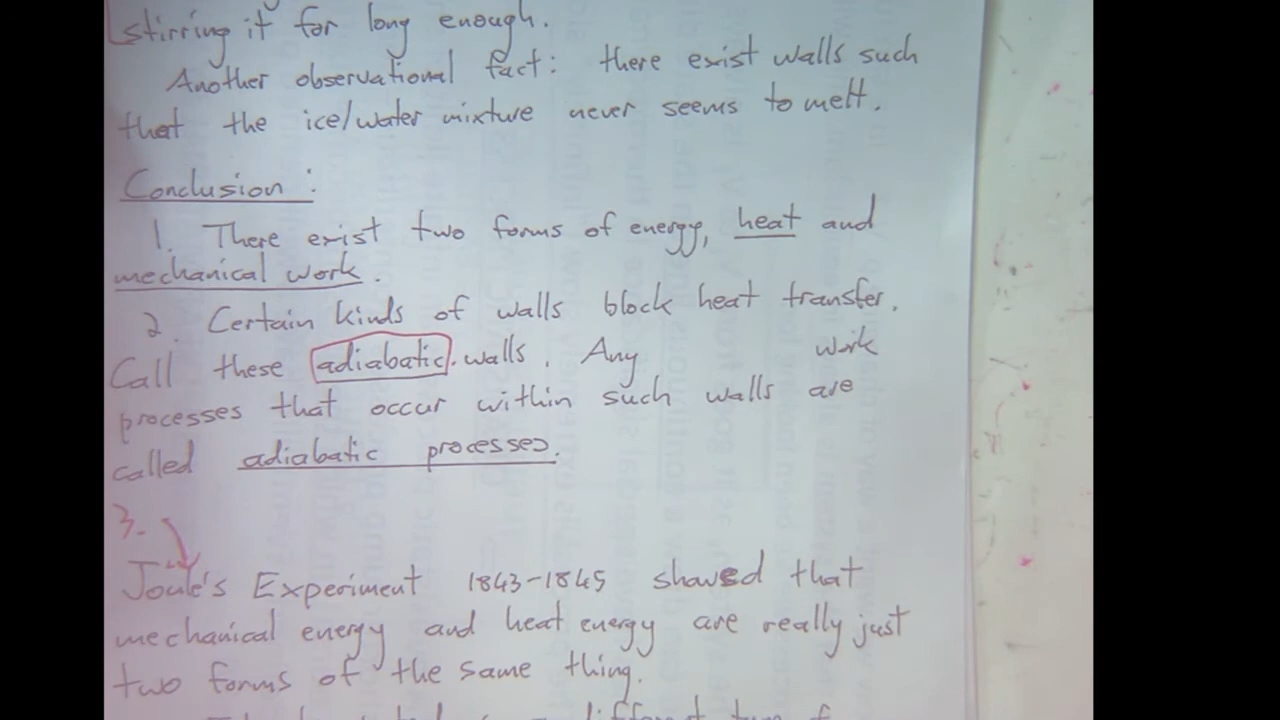 stirring it for long enough.
Another observational fact: there exist walls such
that the ice/water mixture never seems to melt.
Conclusion:
1. There exist two forms of energy, heat and
mechanical work.
2. Certain kinds of walls block heat transfer.
Call these adiabatic walls. Any work
processes that occur within such walls are
called adiabatic processes.
3.
Joule's Experiment 1843-1845 showed that
mechanical energy and heat energy are really just
two forms of the same thing.